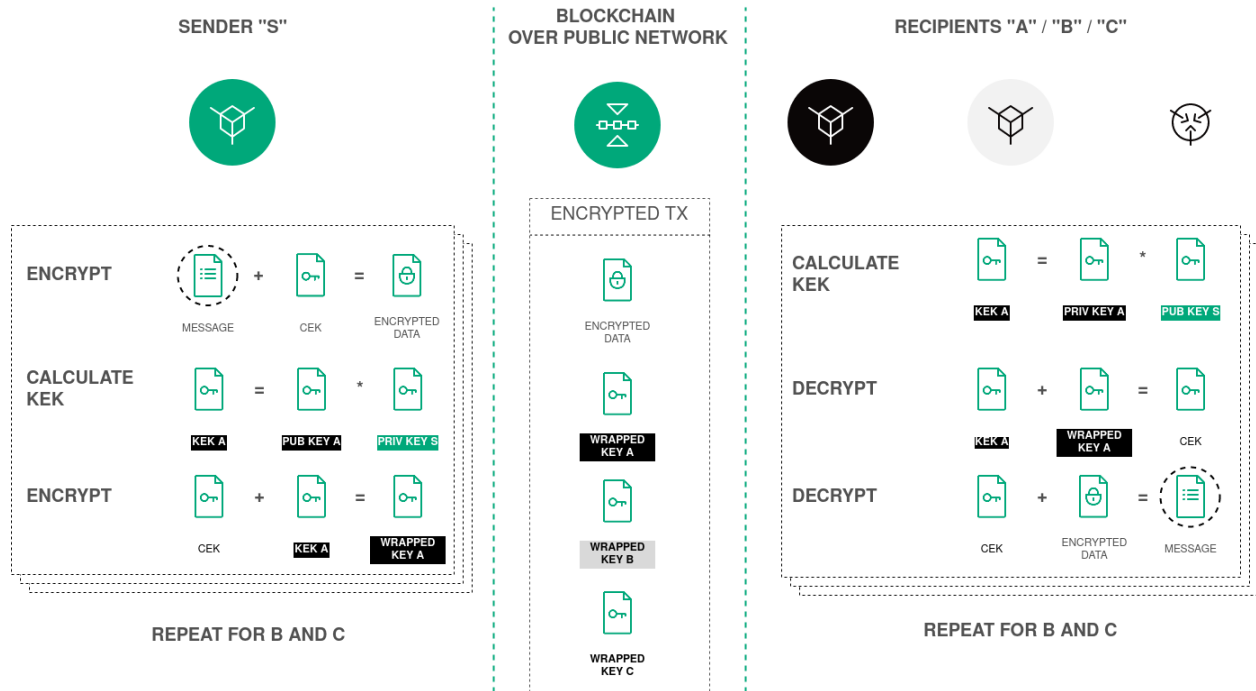 SENDER "S"
BLOCKCHAIN
OVER PUBLIC NETWORK
RECIPIENTS "A" / "B" / "C"
ENCRYPT
+
=
MESSAGE
CEK
ENCRYPTED
DATA
CALCULATE
KEK
=
*
KEK A
PUB KEY A
PRIV KEY S
ENCRYPT
+
=
CEK
KEK A
WRAPPED
KEY A
REPEAT FOR B AND C
ENCRYPTED TX
ENCRYPTED
DATA
WRAPPED
KEY A
WRAPPED
KEY B
WRAPPED
KEY C
CALCULATE
KEK
=
*
KEK A
PRIV KEY A
PUB KEY S
DECRYPT
+
=
KEK A
WRAPPED
KEY A
CEK
DECRYPT
+
=
CEK
ENCRYPTED
DATA
MESSAGE
REPEAT FOR B AND C